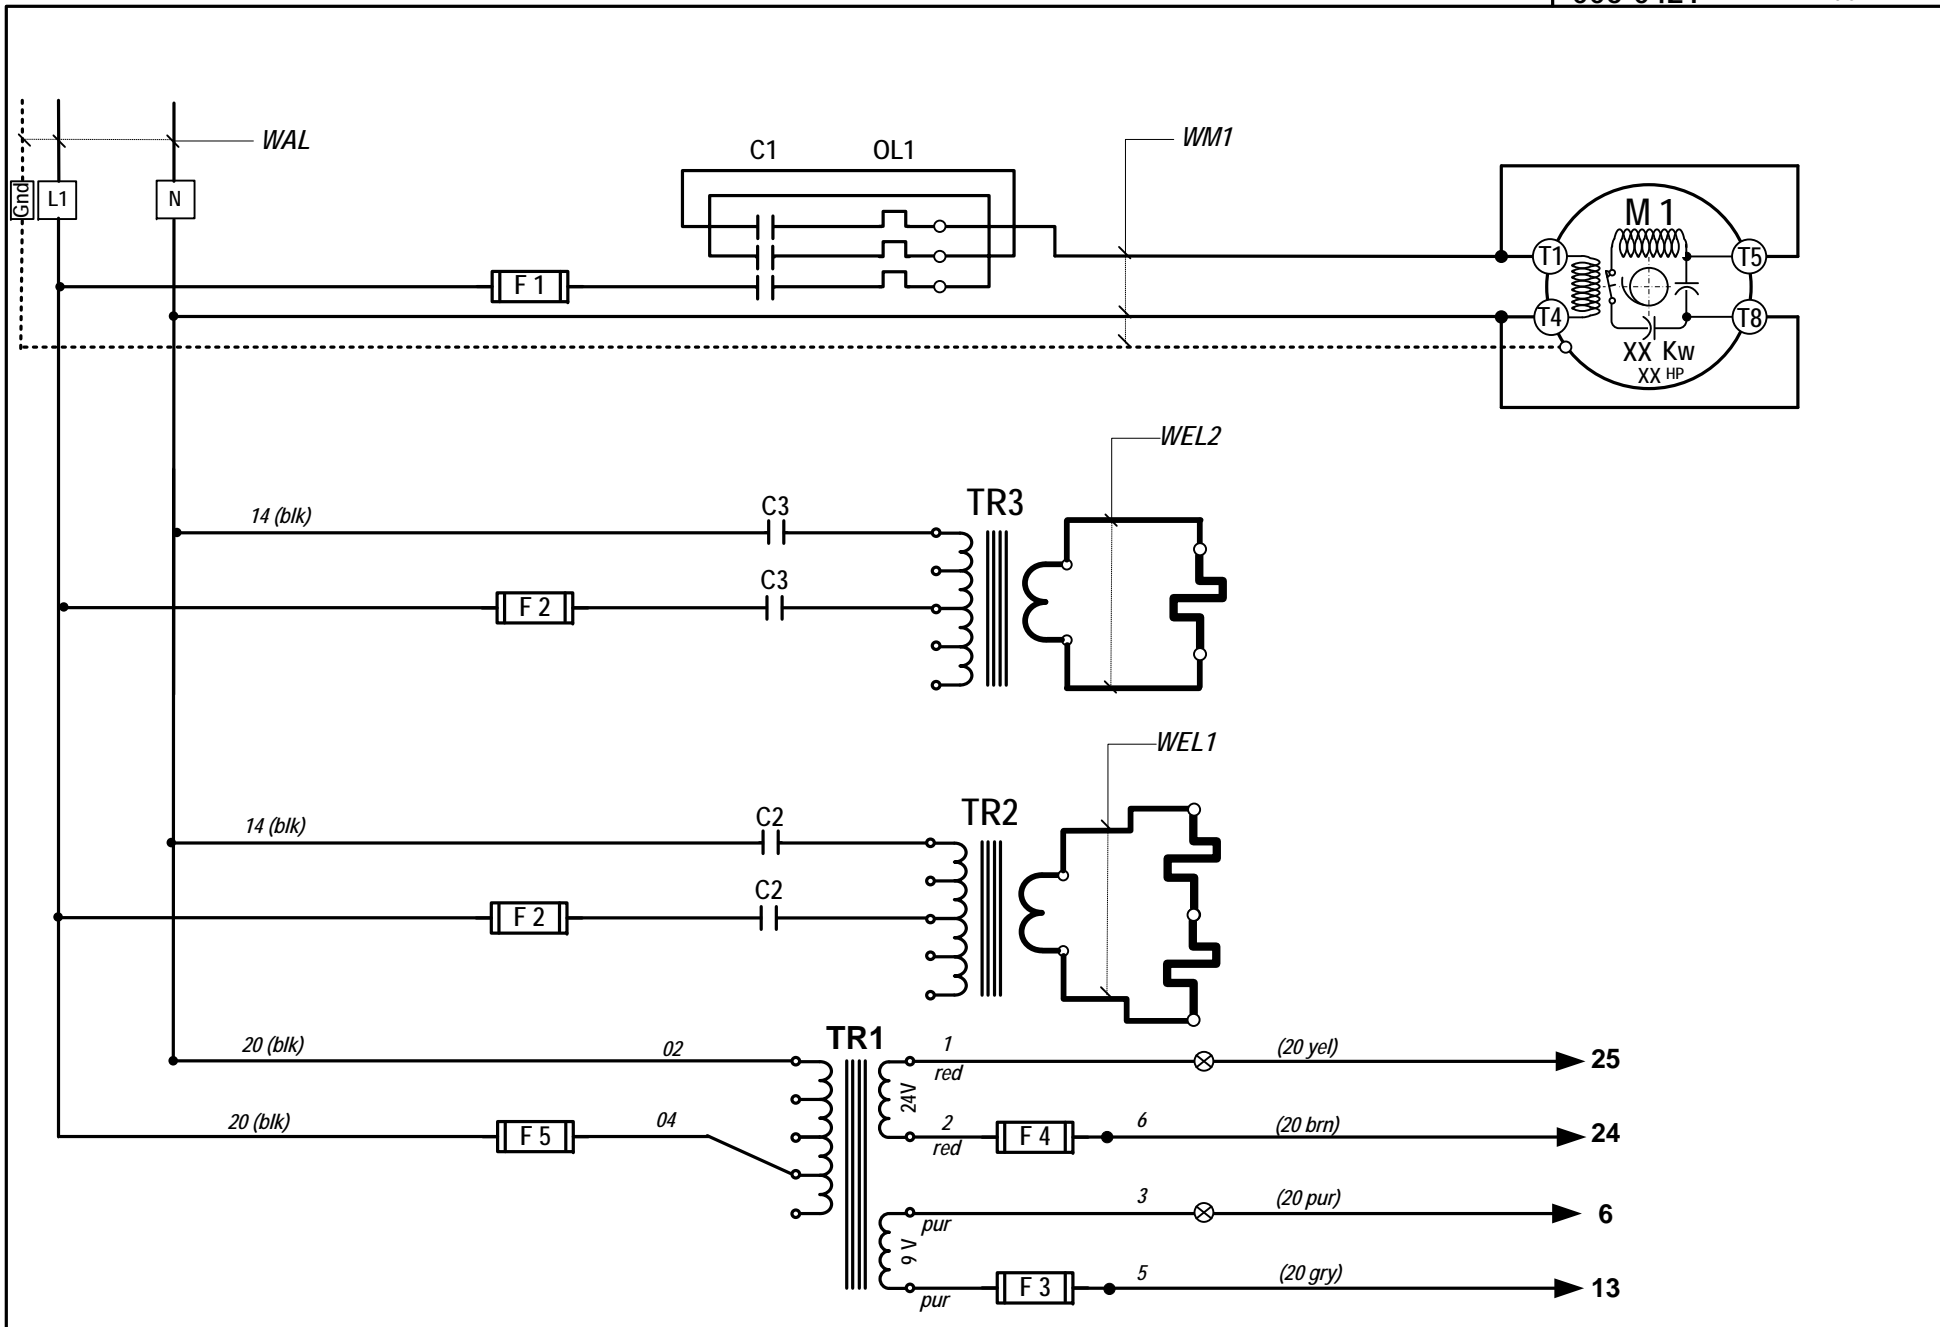 WAL
WM1
C1 OL1
Gnd L1 N
M 1
F 1
T1 T5
T4 T8
XX Kw
XX HP
WEL2
TR3
14 (blk) C3
C3
F 2
WEL1
TR2
14 (blk) C2
C2
F 2
TR1
20 (blk) 02 1 (20 yel) 25
red
24V
20 (blk) F 5 04 2 F 4 6 (20 brn) 24
red
3 (20 pur) 6
pur
9 V
F 3 5 (20 gry) 13
pur